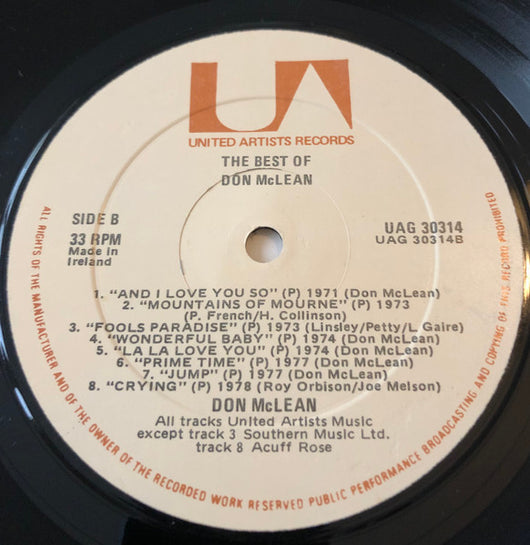 UA
UNITED ARTISTS RECORDS
THE BEST OF
DON McLEAN
SIDE B
33 RPM
Made in
Ireland
UAG 30314
UAG 30314B
1. “AND I LOVE YOU SO” (P) 1971 (Don McLean)
2. “MOUNTAINS OF MOURNE” (P) 1973
(P. French/H. Collinson)
3. “FOOLS PARADISE” (P) 1973 (Linsley/Petty/L. Gaire)
4. “WONDERFUL BABY” (P) 1974 (Don McLean)
5. “LA LA LOVE YOU” (P) 1974 (Don McLean)
6. “PRIME TIME” (P) 1977 (Don McLean)
7. “JUMP” (P) 1977 (Don McLean)
8. “CRYING” (P) 1978 (Roy Orbison/Joe Melson)
DON McLEAN
All tracks United Artists Music
except track 3 Southern Music Ltd.
track 8 Acuff Rose
ALL RIGHTS OF THE MANUFACTURER AND OF THE OWNER OF THE RECORDED WORK RESERVED PUBLIC PERFORMANCE BROADCASTING AND COPYING OF THIS RECORD PROHIBITED